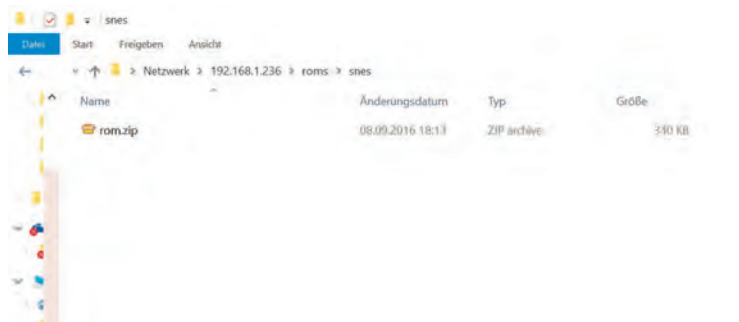 snes
Datei Start Freigeben Ansicht
Netzwerk > 192.168.1.236 > roms > snes
Name Änderungsdatum Typ Größe
rom.zip 08.09.2016 18:13 ZIP archive 340 KB